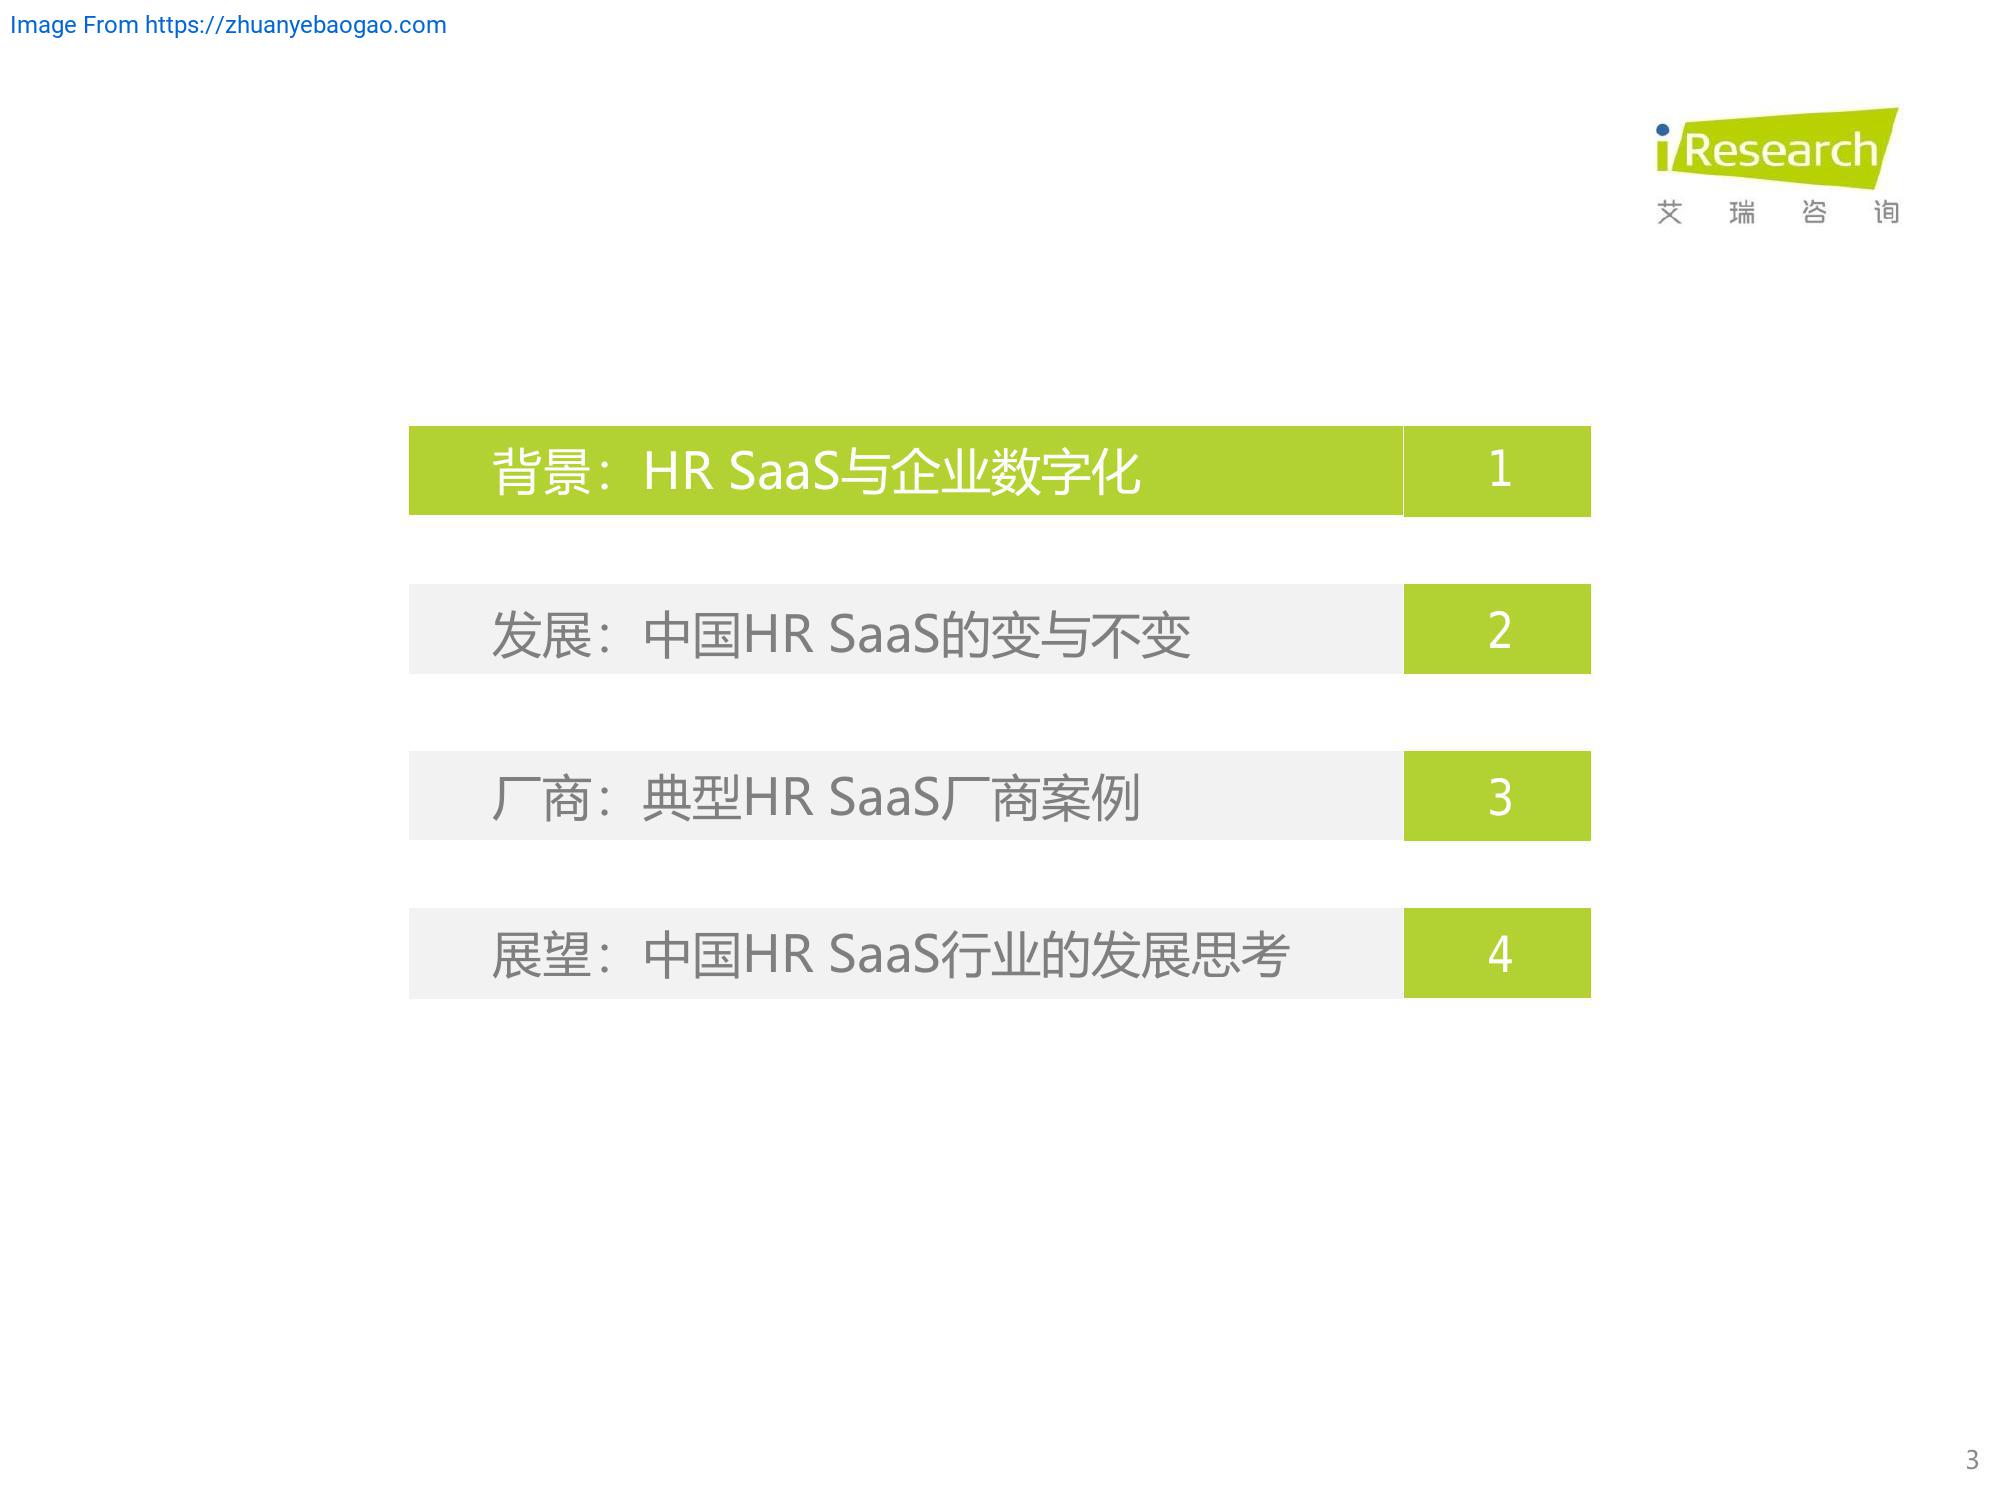 Image From https://zhuanyebaogao.com
iResearch
艾瑞咨询
背景：HR SaaS与企业数字化 1
发展：中国HR SaaS的变与不变 2
厂商：典型HR SaaS厂商案例 3
展望：中国HR SaaS行业的发展思考 4
3